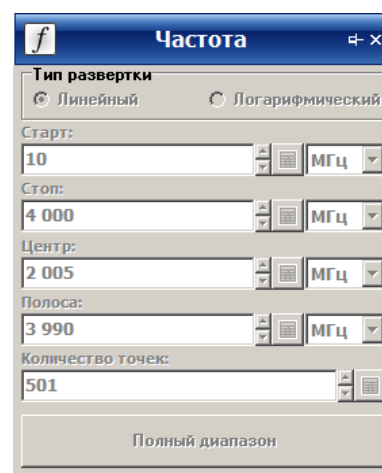 f Частота
Тип развертки
Линейный Логарифмический
Старт:
10 МГц
Стоп:
4 000 МГц
Центр:
2 005 МГц
Полоса:
3 990 МГц
Количество точек:
501
Полный диапазон